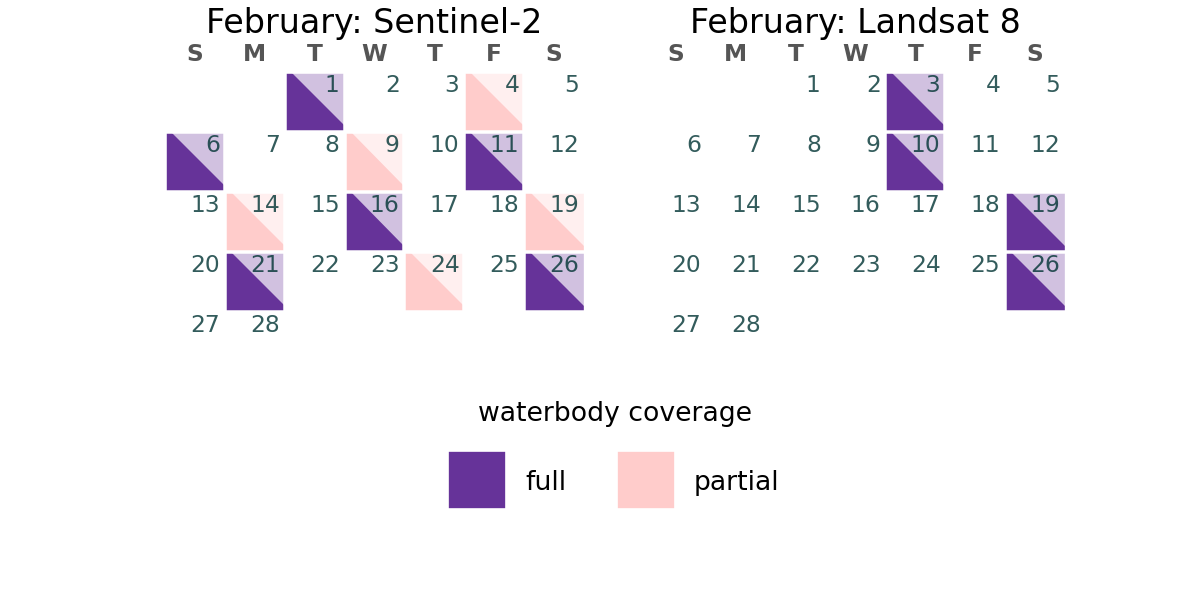 February: Sentinel-2
S M T W T F S
1 2 3 4 5
6 7 8 9 10 11 12
13 14 15 16 17 18 19
20 21 22 23 24 25 26
27 28
February: Landsat 8
S M T W T F S
1 2 3 4 5
6 7 8 9 10 11 12
13 14 15 16 17 18 19
20 21 22 23 24 25 26
27 28
waterbody coverage
full
partial